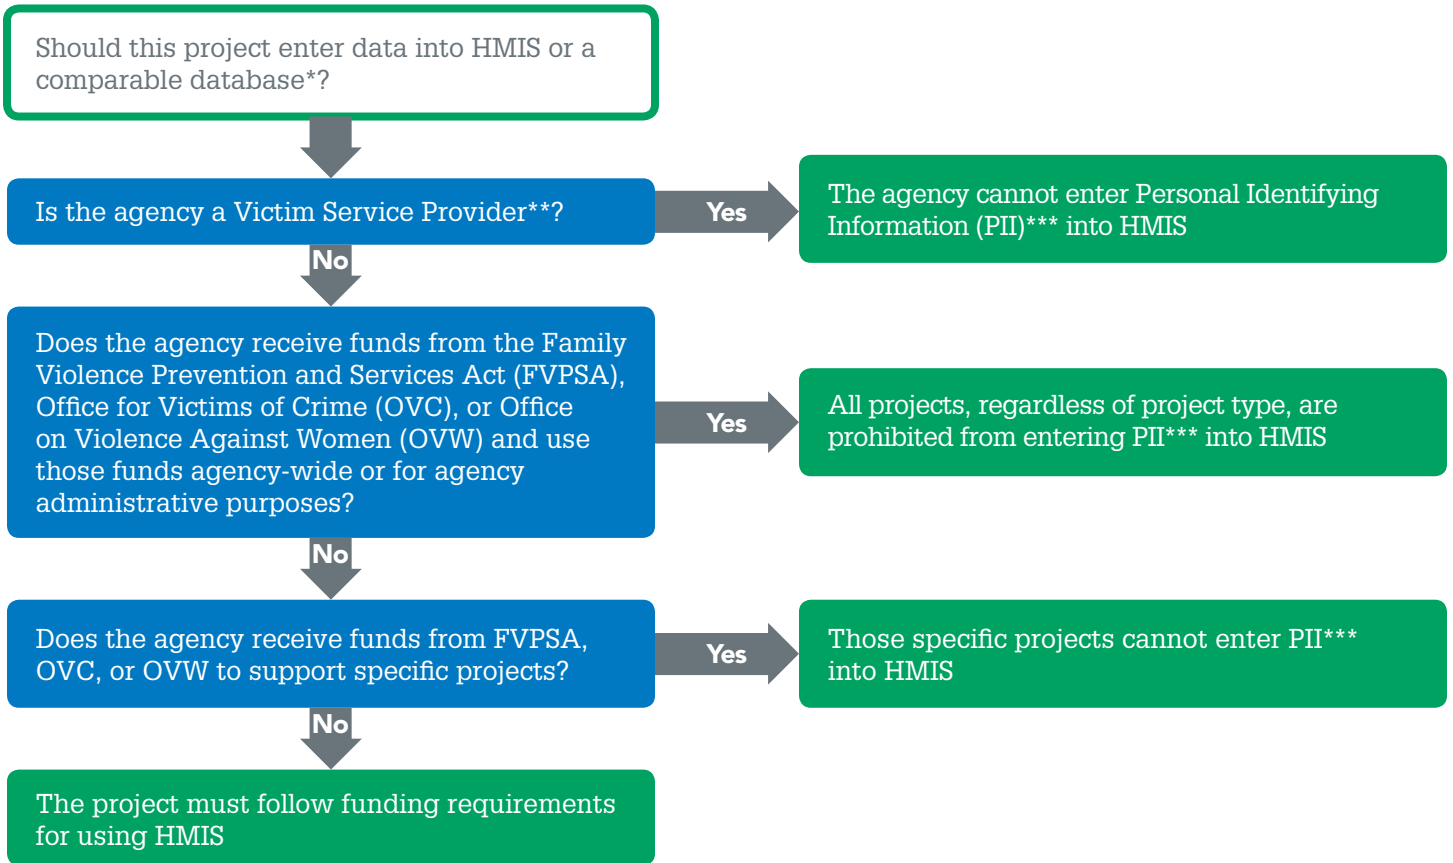 Should this project enter data into HMIS or a
comparable database*?
Is the agency a Victim Service Provider**?
Yes
The agency cannot enter Personal Identifying
Information (PII)*** into HMIS
No
Does the agency receive funds from the Family
Violence Prevention and Services Act (FVPSA),
Office for Victims of Crime (OVC), or Office
on Violence Against Women (OVW) and use
those funds agency-wide or for agency
administrative purposes?
Yes
All projects, regardless of project type, are
prohibited from entering PII*** into HMIS
No
Does the agency receive funds from FVPSA,
OVC, or OVW to support specific projects?
Yes
Those specific projects cannot enter PII***
into HMIS
No
The project must follow funding requirements
for using HMIS